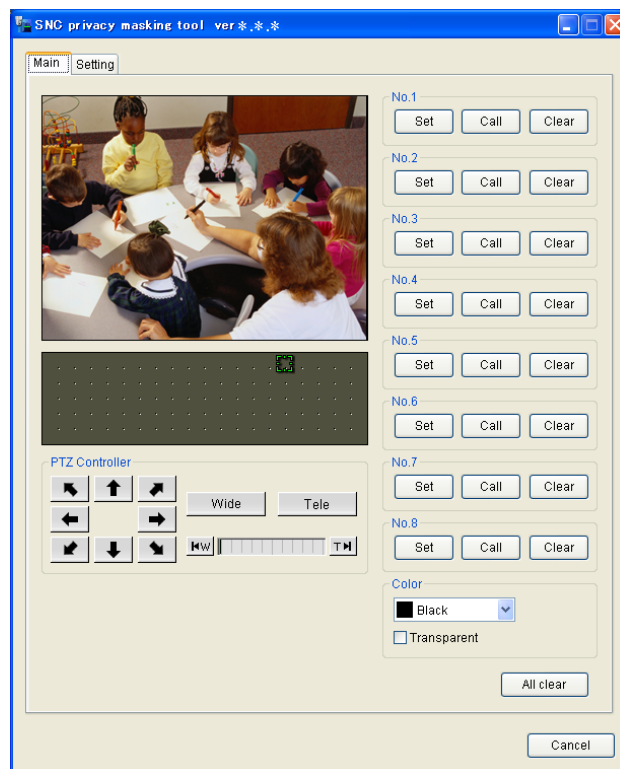 SNC privacy masking tool ver*.*.*
Main
Setting
No.1
Set Call Clear
No.2
Set Call Clear
No.3
Set Call Clear
No.4
Set Call Clear
No.5
Set Call Clear
No.6
Set Call Clear
No.7
Set Call Clear
No.8
Set Call Clear
PTZ Controller
Wide Tele
W T
Color
Black
Transparent
All clear
Cancel